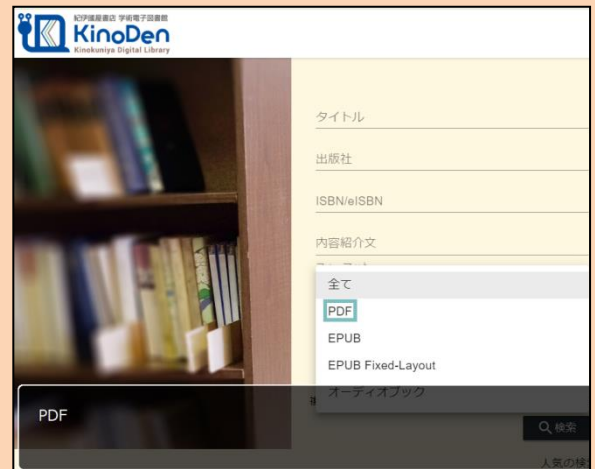 紀伊國屋書店 学術電子図書館
KinoDen
Kinokuniya Digital Library
タイトル
出版社
ISBN/eISBN
内容紹介文
全て
PDF
EPUB
EPUB Fixed-Layout
オーディオブック
PDF
検索
人気の検